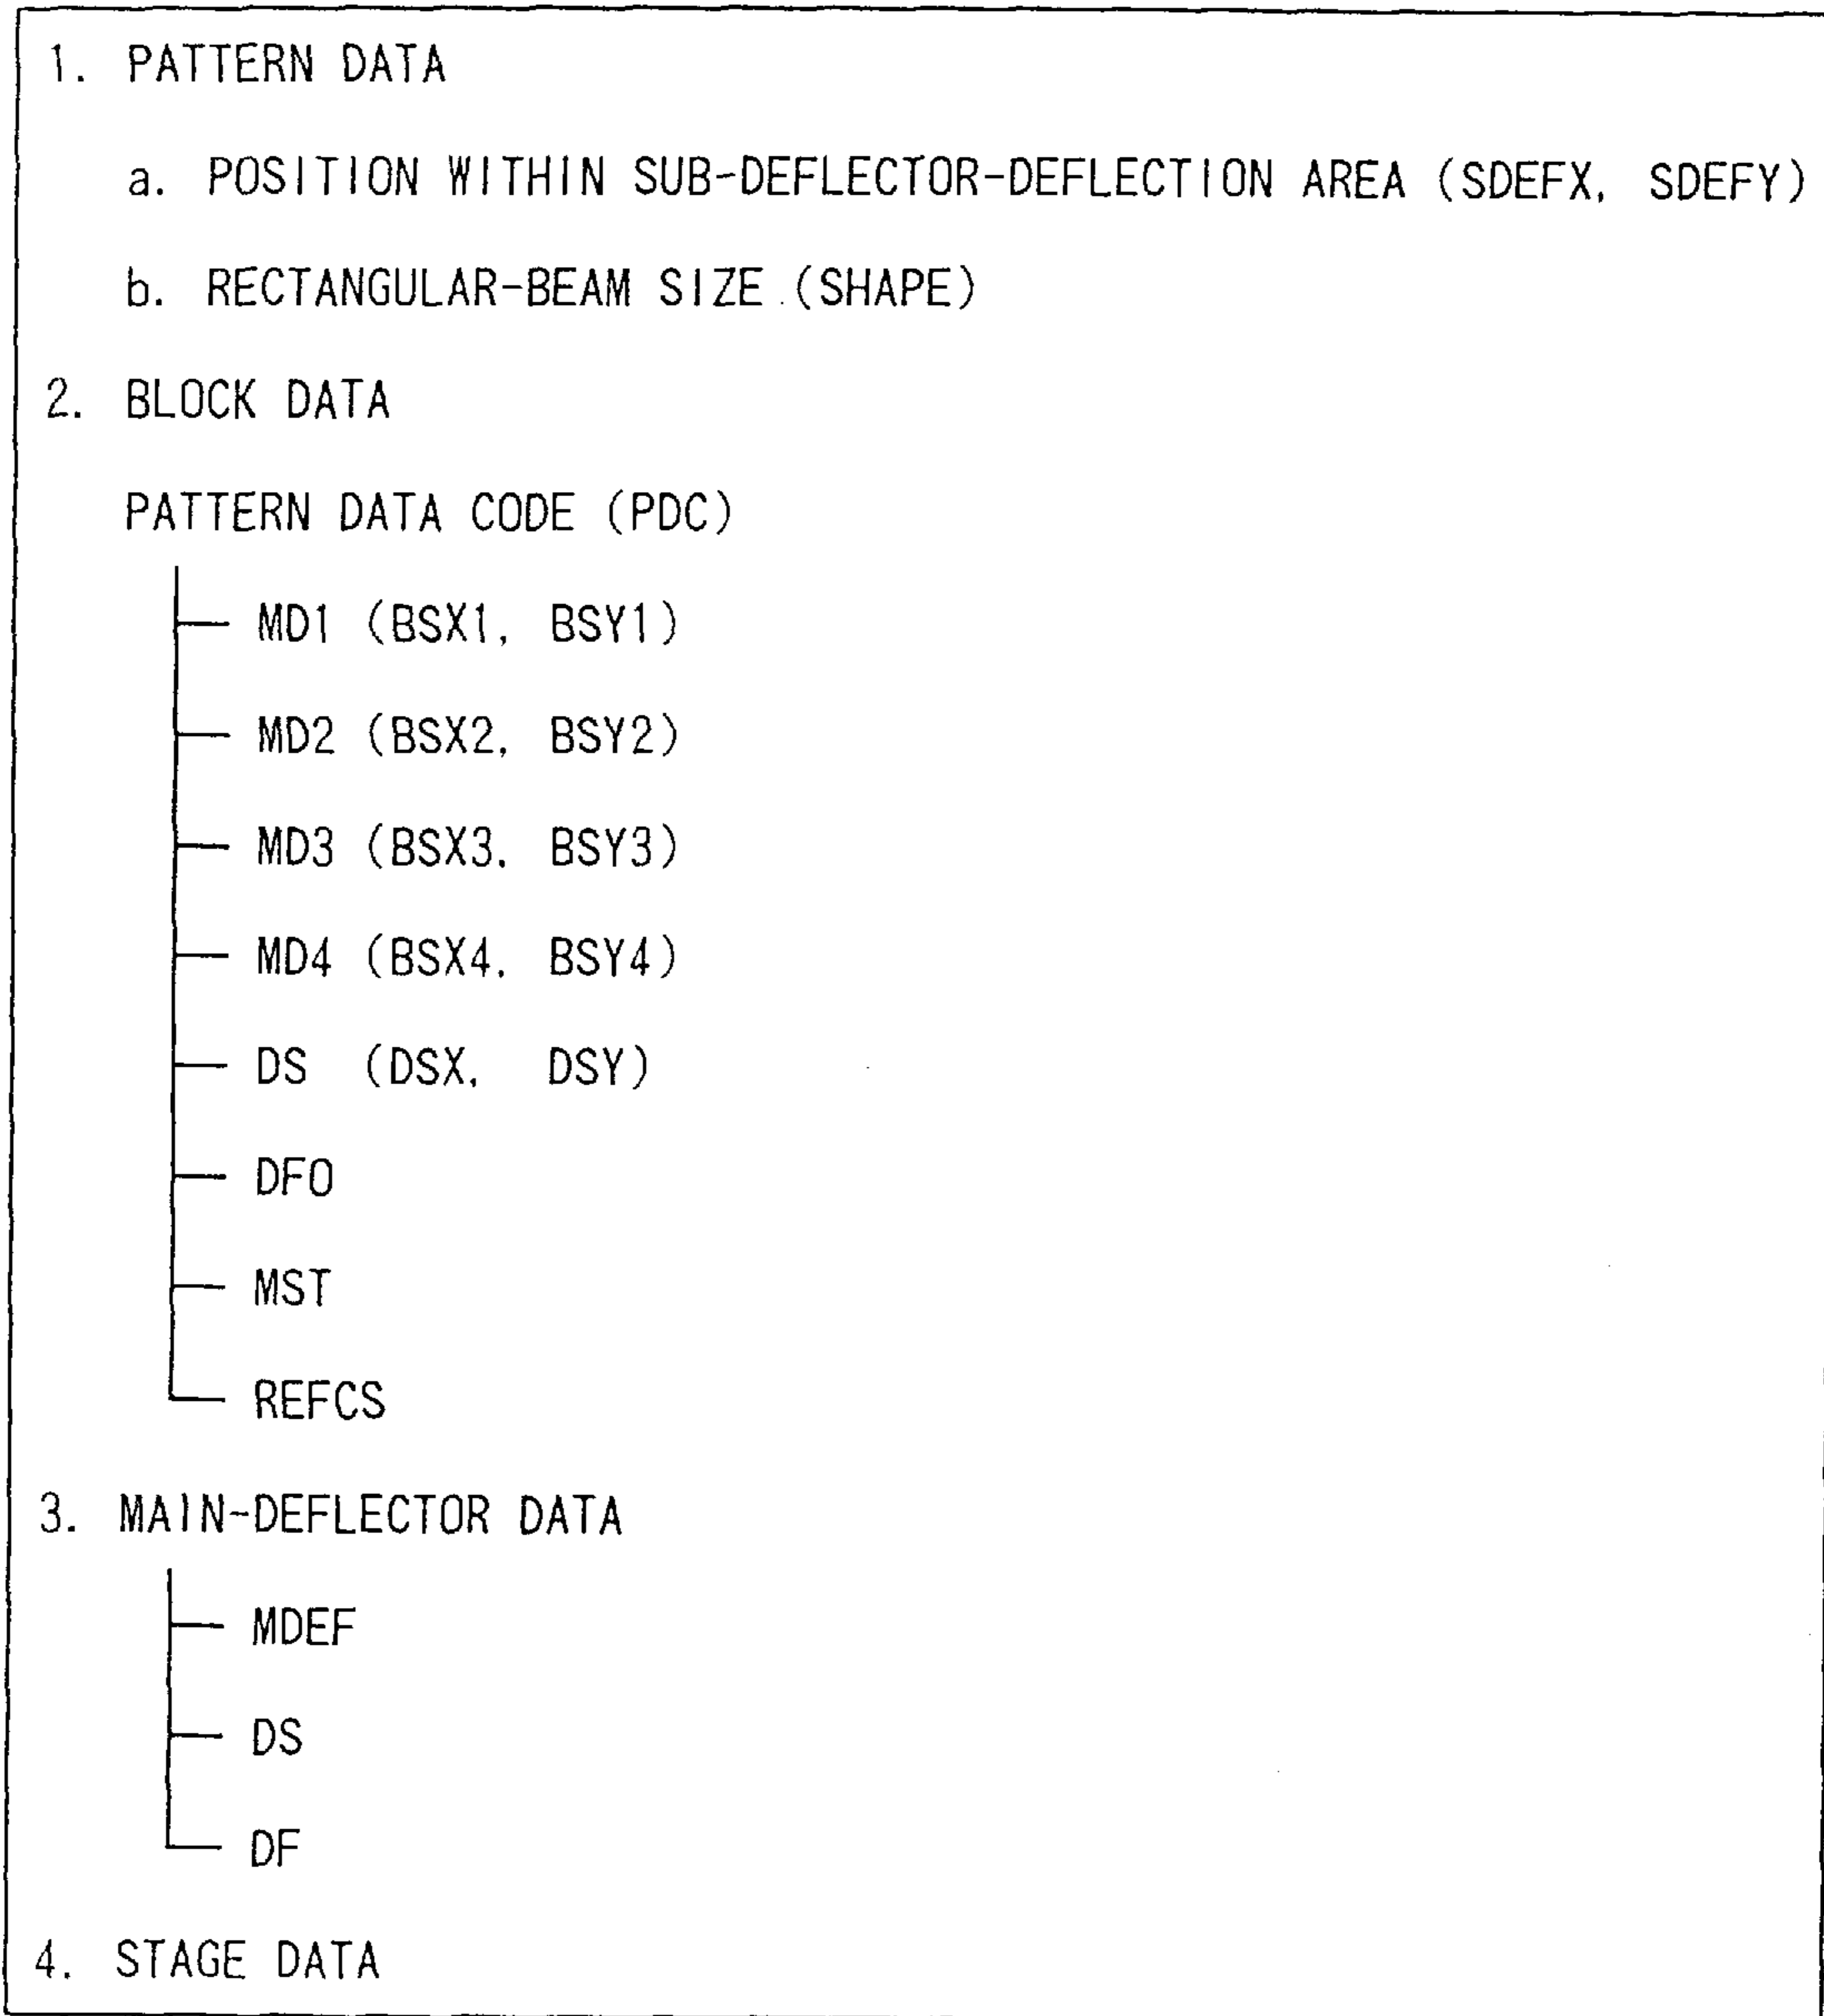 1. PATTERN DATA
a. POSITION WITHIN SUB-DEFLECTOR-DEFLECTION AREA (SDEFX, SDEFY)
b. RECTANGULAR-BEAM SIZE (SHAPE)
2. BLOCK DATA
PATTERN DATA CODE (PDC)
MD1 (BSX1, BSY1)
MD2 (BSX2, BSY2)
MD3 (BSX3, BSY3)
MD4 (BSX4, BSY4)
DS (DSX, DSY)
DFO
MST
REFCS
3. MAIN-DEFLECTOR DATA
MDEF
DS
DF
4. STAGE DATA